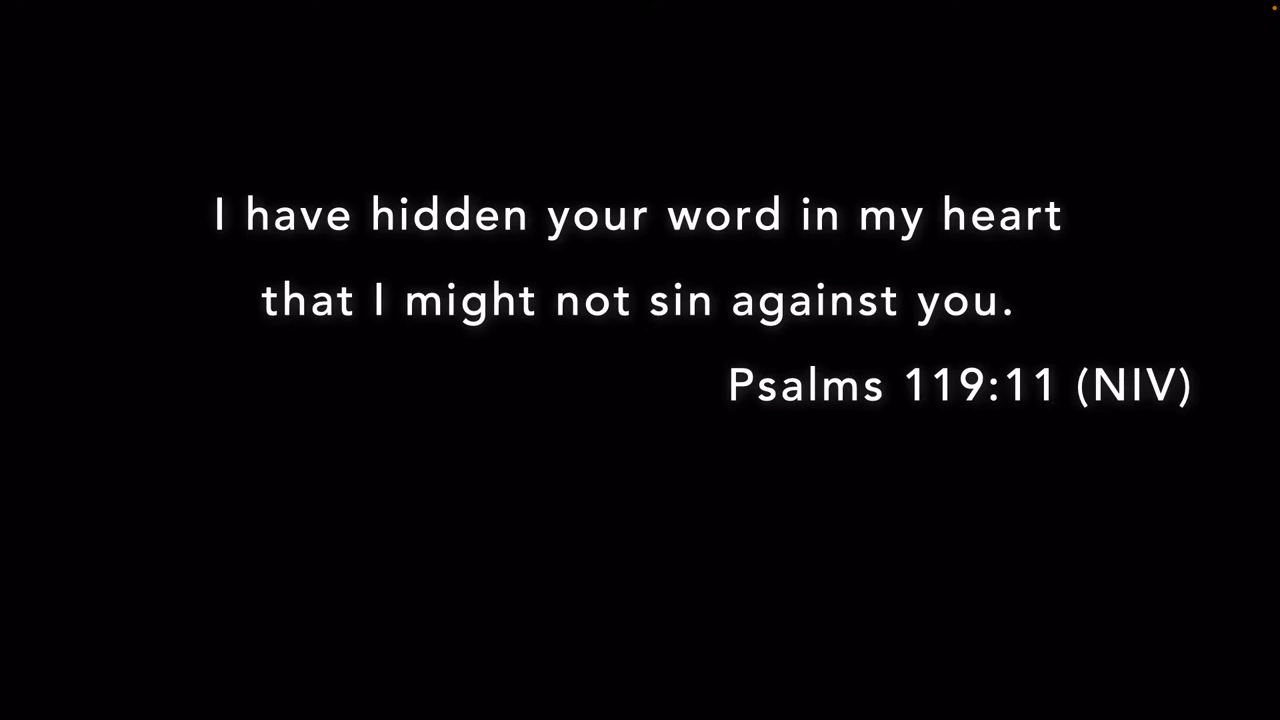 I have hidden your word in my heart
that I might not sin against you.
Psalms 119:11 (NIV)